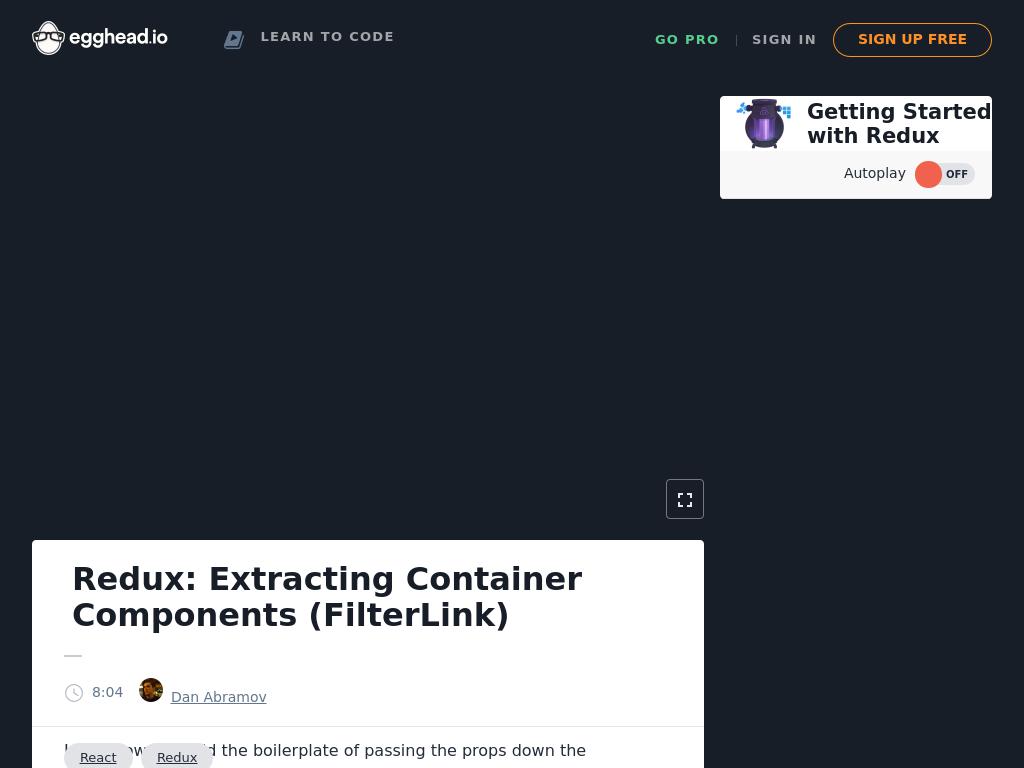 egghead.io
LEARN TO CODE
GO PRO
SIGN IN
SIGN UP FREE
Getting Started
with Redux
Autoplay
OFF
Redux: Extracting Container
Components (FilterLink)
8:04
Dan Abramov
the boilerplate of passing the props down the
React
Redux